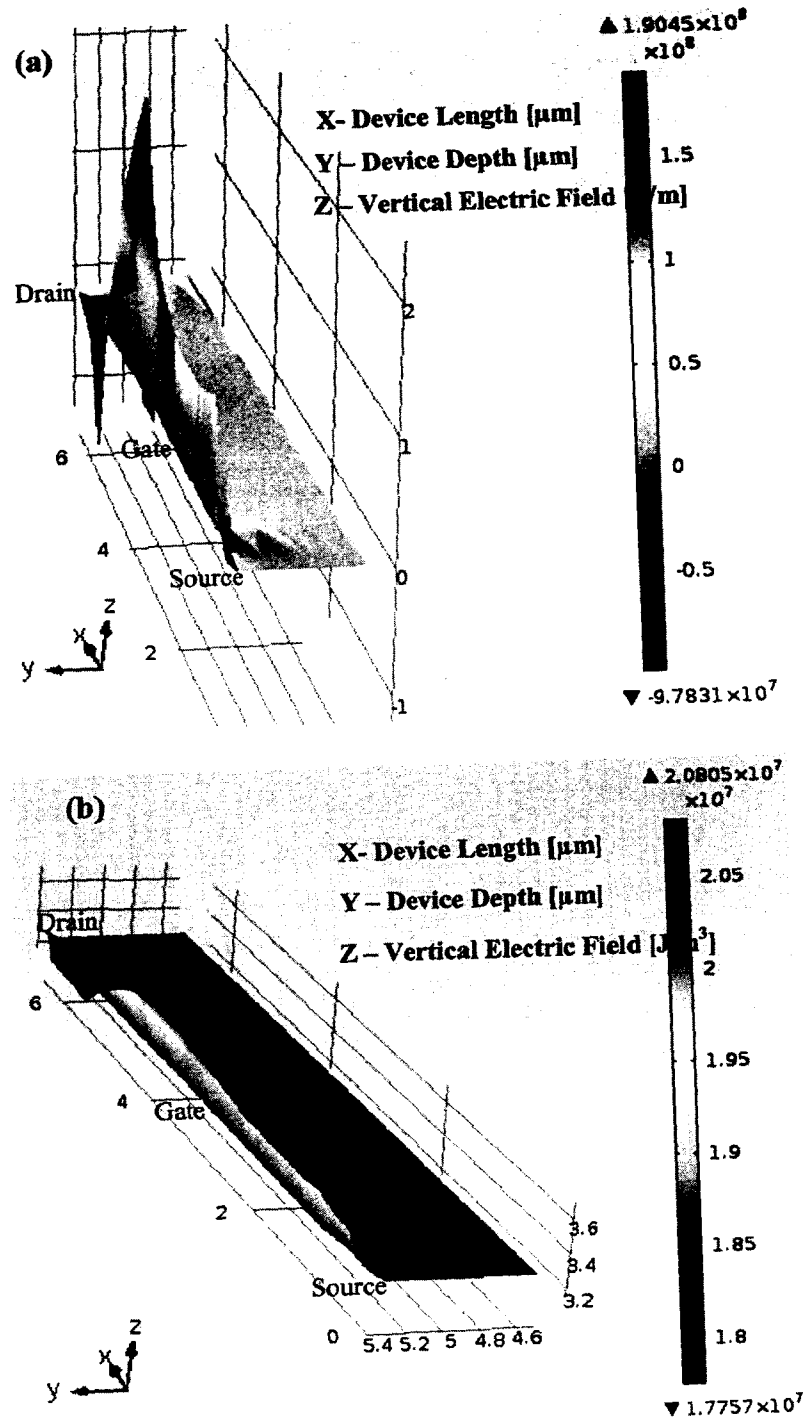 (a)
▲ 1.9045×10⁸
×10⁸
X- Device Length [µm]
Y – Device Depth [µm]
Z – Vertical Electric Field /m]
1.5
1
0.5
0
-0.5
▼ -9.7831×10⁷
Drain
Gate
Source
6
4
2
2
1
0
-1
z
x
y
(b)
▲ 2.0805×10⁷
×10⁷
X- Device Length [µm]
Y – Device Depth [µm]
Z – Vertical Electric Field [J m³]
2.05
2
1.95
1.9
1.85
1.8
▼ 1.7757×10⁷
Drain
Gate
Source
6
4
2
0
5.4 5.2 5 4.8 4.6
3.6
3.4
3.2
z
x
y